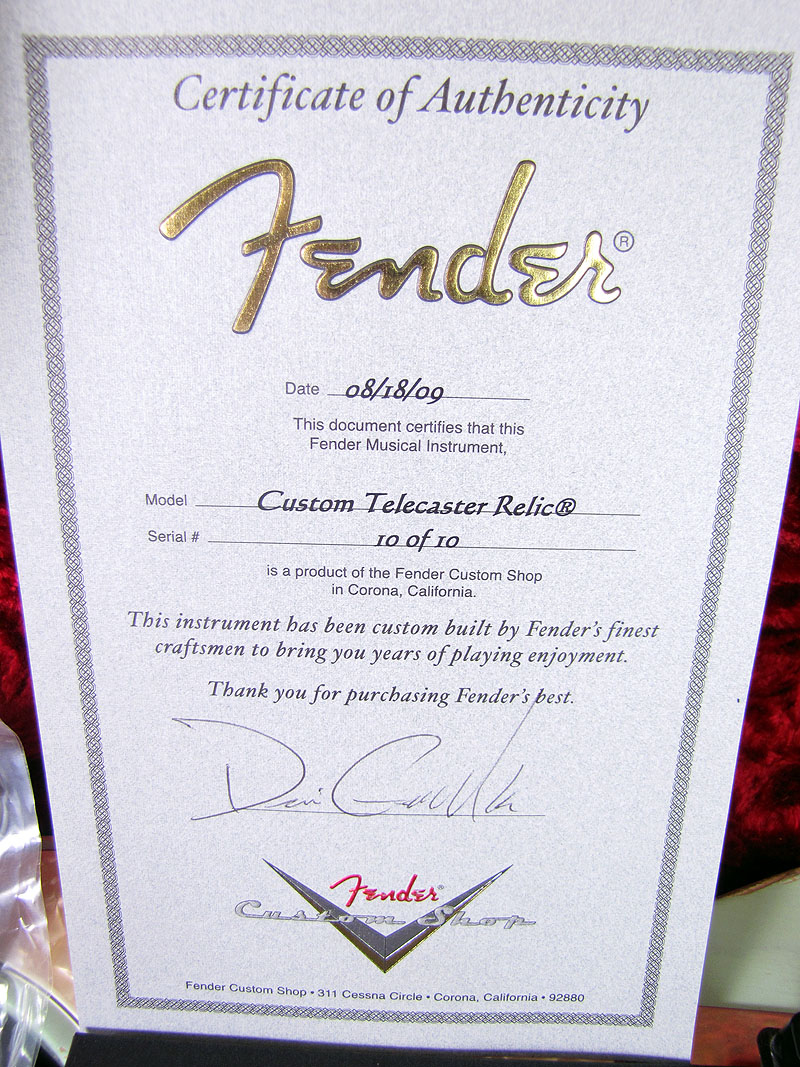 Certificate of Authenticity
Fender®
Date 08/18/09
This document certifies that this
Fender Musical Instrument,
Model Custom Telecaster Relic®
Serial # 10 of 10
is a product of the Fender Custom Shop
in Corona, California.
This instrument has been custom built by Fender's finest
craftsmen to bring you years of playing enjoyment.
Thank you for purchasing Fender's best.
Fender®
Custom Shop
Fender Custom Shop • 311 Cessna Circle • Corona, California • 92880